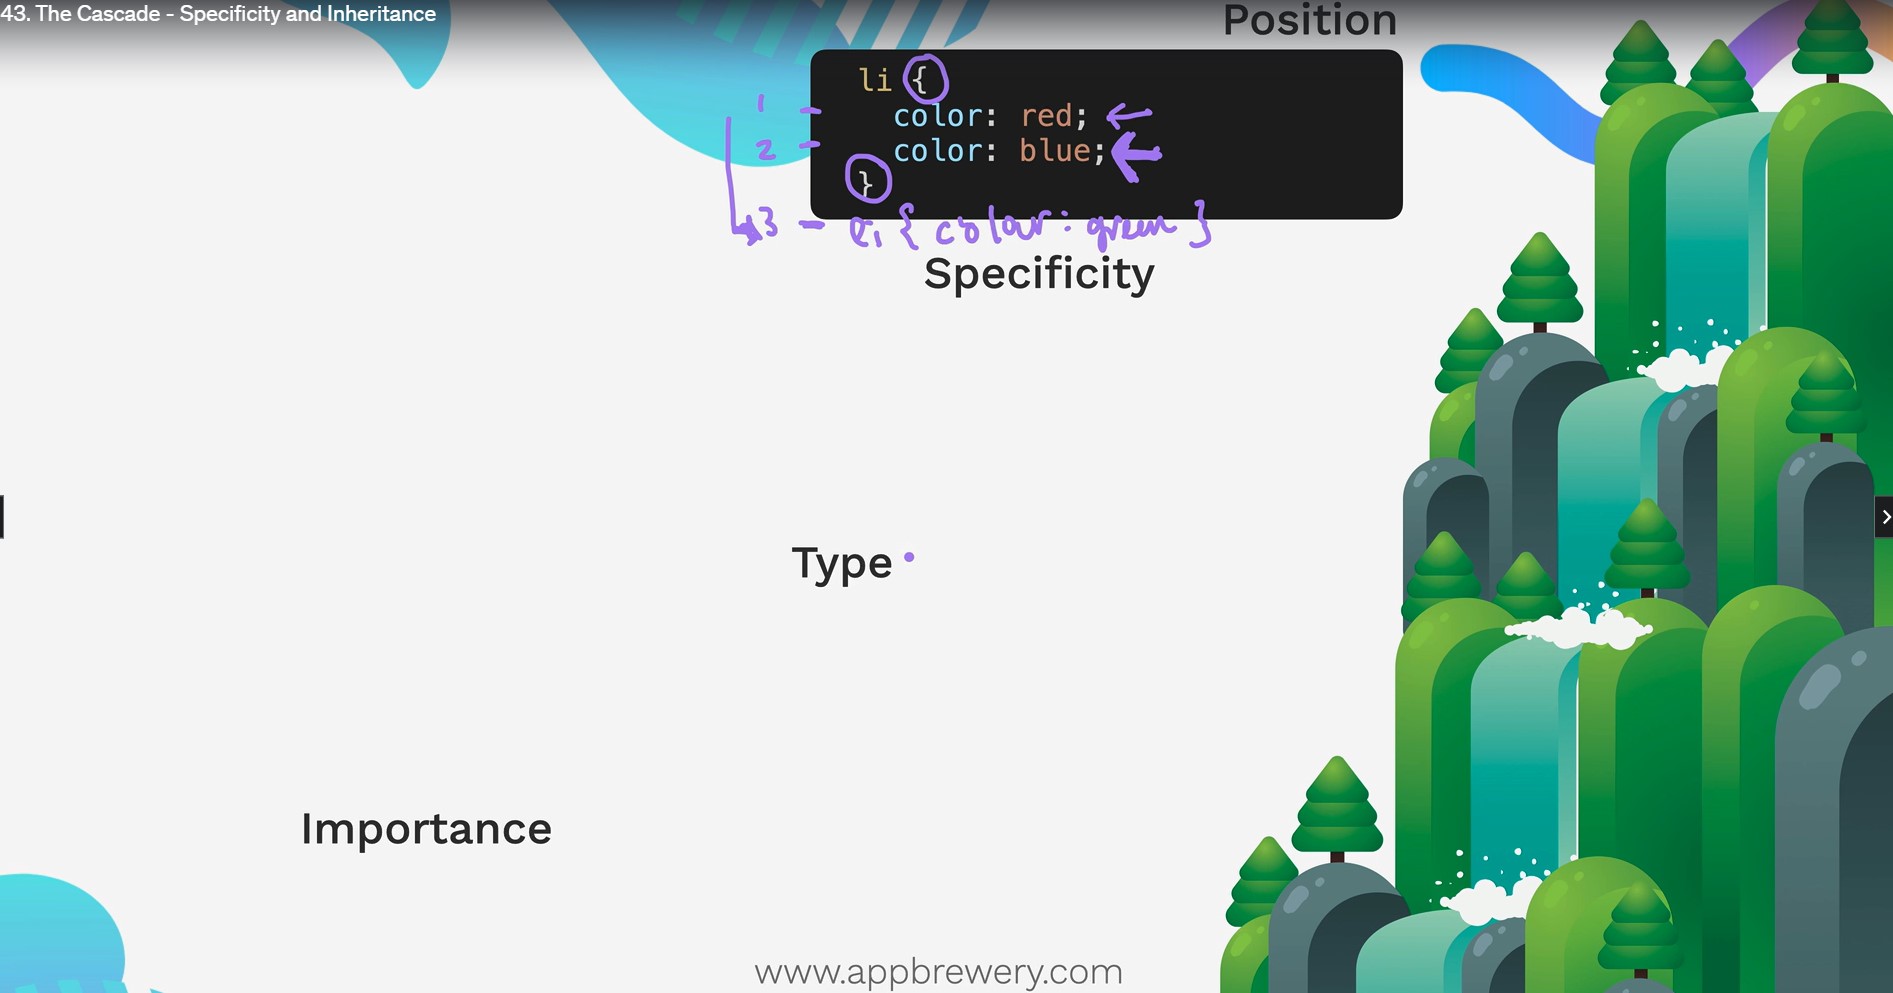 43. The Cascade - Specificity and Inheritance
Position
li {
1 - color: red;
2 - color: blue;
}
3 - li { colour: green }
Specificity
Type
Importance
www.appbrewery.com